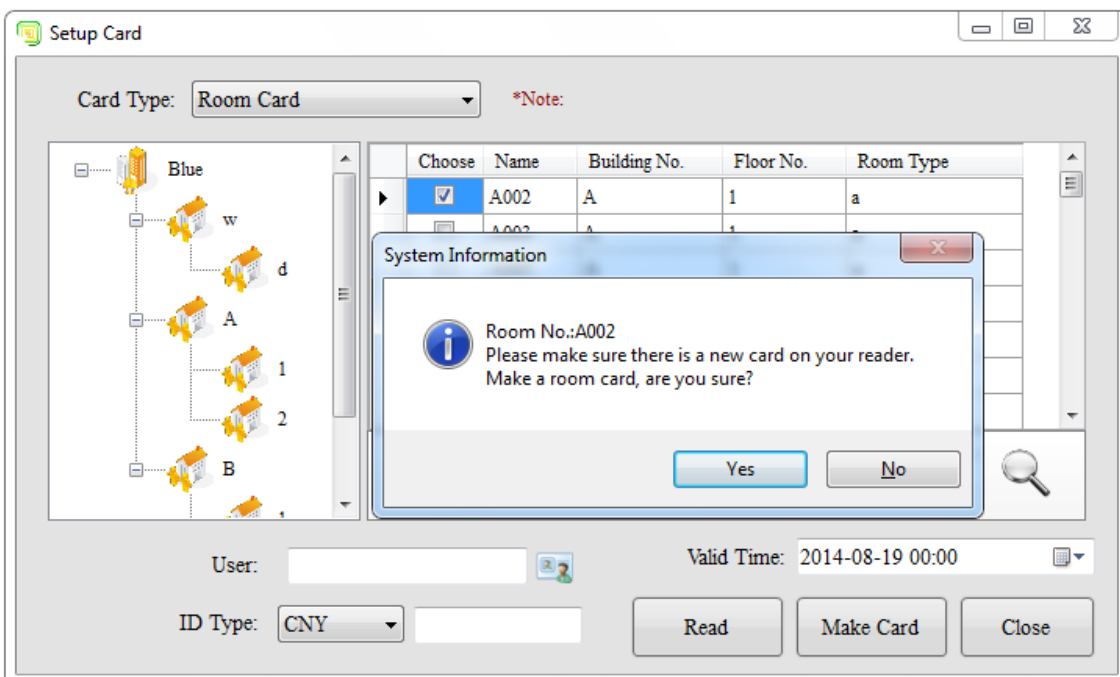 Setup Card
Card Type: Room Card *Note:
Blue
w
d
A
1
2
B
1
Choose Name Building No. Floor No. Room Type
A002 A 1 a
System Information
Room No.:A002
Please make sure there is a new card on your reader.
Make a room card, are you sure?
Yes No
User:
Valid Time: 2014-08-19 00:00
ID Type: CNY
Read Make Card Close